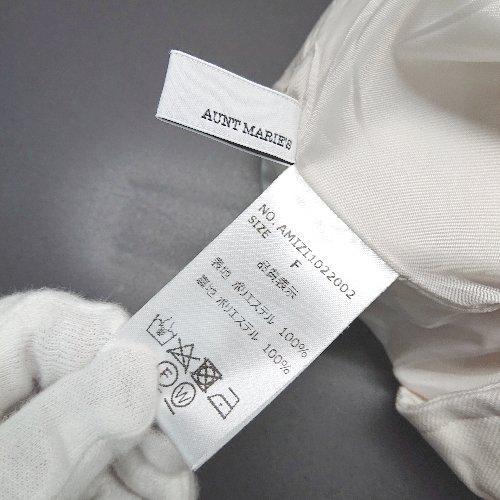 AUNT MARIE'S
NO. AMIZI1022002
SIZE F
品質表示
表地 ポリエステル 100%
裏地 ポリエステル 100%
F W